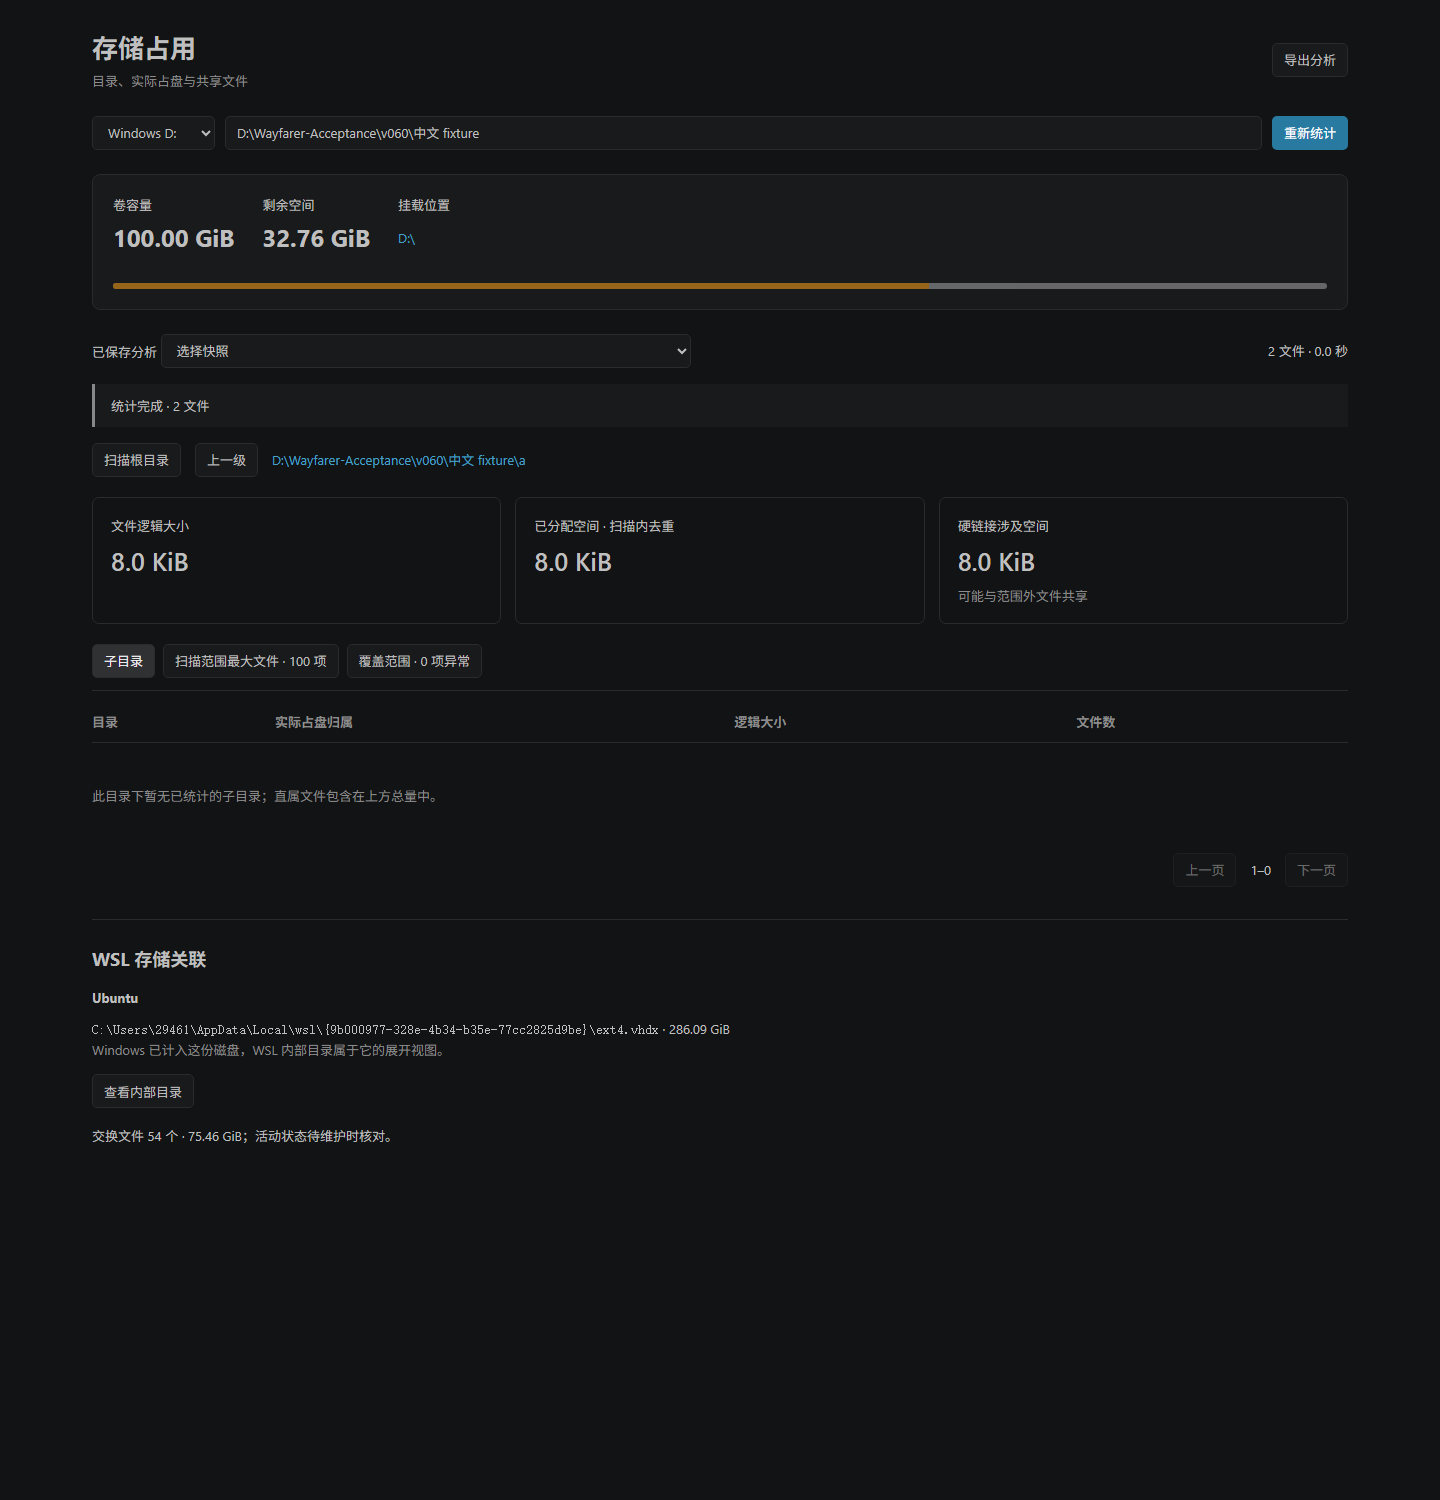 存储占用
目录、实际占盘与共享文件
导出分析
Windows D:
D:\Wayfarer-Acceptance\v060\中文 fixture
重新统计
卷容量
剩余空间
挂载位置
100.00 GiB
32.76 GiB
D:\
已保存分析
选择快照
2 文件 · 0.0 秒
统计完成 · 2 文件
扫描根目录
上一级
D:\Wayfarer-Acceptance\v060\中文 fixture\a
文件逻辑大小
8.0 KiB
已分配空间 · 扫描内去重
8.0 KiB
硬链接涉及空间
8.0 KiB
可能与范围外文件共享
子目录
扫描范围最大文件 · 100 项
覆盖范围 · 0 项异常
目录
实际占盘归属
逻辑大小
文件数
此目录下暂无已统计的子目录；直属文件包含在上方总量中。
上一页
1–0
下一页
WSL 存储关联
Ubuntu
C:\Users\29461\AppData\Local\wsl\{9b000977-328e-4b34-b35e-77cc2825d9be}\ext4.vhdx · 286.09 GiB
Windows 已计入这份磁盘，WSL 内部目录属于它的展开视图。
查看内部目录
交换文件 54 个 · 75.46 GiB；活动状态待维护时核对。